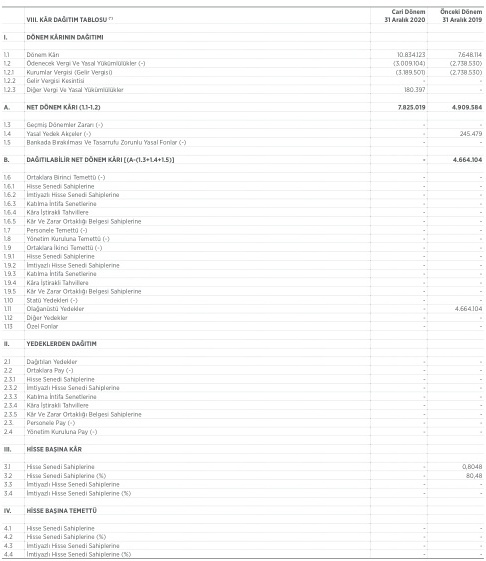 Cari Dönem Önceki Dönem
VIII. KÂR DAĞITIM TABLOSU (*) 31 Aralık 2020 31 Aralık 2019
I. DÖNEM KÂRININ DAĞITIMI
1.1 Dönem Kârı 10.834.123 7.648.114
1.2 Ödenecek Vergi Ve Yasal Yükümlülükler (-) (3.009.104) (2.738.530)
1.2.1 Kurumlar Vergisi (Gelir Vergisi) (3.189.501) (2.738.530)
1.2.2 Gelir Vergisi Kesintisi - -
1.2.3 Diğer Vergi Ve Yasal Yükümlülükler 180.397 -
A. NET DÖNEM KÂRI (1.1-1.2) 7.825.019 4.909.584
1.3 Geçmiş Dönemler Zararı (-) - -
1.4 Yasal Yedek Akçeler (-) - 245.479
1.5 Bankada Bırakılması Ve Tasarrufu Zorunlu Yasal Fonlar (-) - -
B. DAĞITILABİLİR NET DÖNEM KÂRI [(A-(1.3+1.4+1.5)] - 4.664.104
1.6 Ortaklara Birinci Temettü (-) - -
1.6.1 Hisse Senedi Sahiplerine - -
1.6.2 İmtiyazlı Hisse Senedi Sahiplerine - -
1.6.3 Katılma İntifa Senetlerine - -
1.6.4 Kâra İştirakli Tahvillere - -
1.6.5 Kâr Ve Zarar Ortaklığı Belgesi Sahiplerine - -
1.7 Personele Temettü (-) - -
1.8 Yönetim Kuruluna Temettü (-) - -
1.9 Ortaklara İkinci Temettü (-) - -
1.9.1 Hisse Senedi Sahiplerine - -
1.9.2 İmtiyazlı Hisse Senedi Sahiplerine - -
1.9.3 Katılma İntifa Senetlerine - -
1.9.4 Kâra İştirakli Tahvillere - -
1.9.5 Kâr Ve Zarar Ortaklığı Belgesi Sahiplerine - -
1.10 Statü Yedekleri (-) - -
1.11 Olağanüstü Yedekler - 4.664.104
1.12 Diğer Yedekler - -
1.13 Özel Fonlar - -
II. YEDEKLERDEN DAĞITIM
2.1 Dağıtılan Yedekler - -
2.2 Ortaklara Pay (-) - -
2.3.1 Hisse Senedi Sahiplerine - -
2.3.2 İmtiyazlı Hisse Senedi Sahiplerine - -
2.3.3 Katılma İntifa Senetlerine - -
2.3.4 Kâra İştirakli Tahvillere - -
2.3.5 Kâr Ve Zarar Ortaklığı Belgesi Sahiplerine - -
2.3. Personele Pay (-) - -
2.4 Yönetim Kuruluna Pay (-) - -
III. HİSSE BAŞINA KÂR
3.1 Hisse Senedi Sahiplerine - 0,8048
3.2 Hisse Senedi Sahiplerine (%) - 80,48
3.3 İmtiyazlı Hisse Senedi Sahiplerine - -
3.4 İmtiyazlı Hisse Senedi Sahiplerine (%) - -
IV. HİSSE BAŞINA TEMETTÜ
4.1 Hisse Senedi Sahiplerine - -
4.2 Hisse Senedi Sahiplerine (%) - -
4.3 İmtiyazlı Hisse Senedi Sahiplerine - -
4.4 İmtiyazlı Hisse Senedi Sahiplerine (%) - -